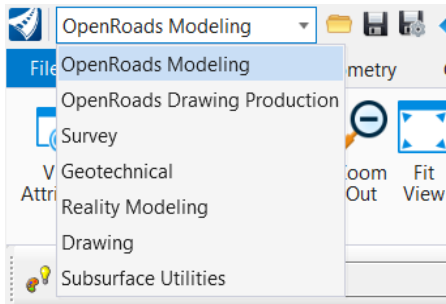 OpenRoads Modeling
OpenRoads Modeling
File
metry
OpenRoads Drawing Production
Survey
Geotechnical
Reality Modeling
Drawing
Subsurface Utilities
V
Attri
oom
Out
Fit
View